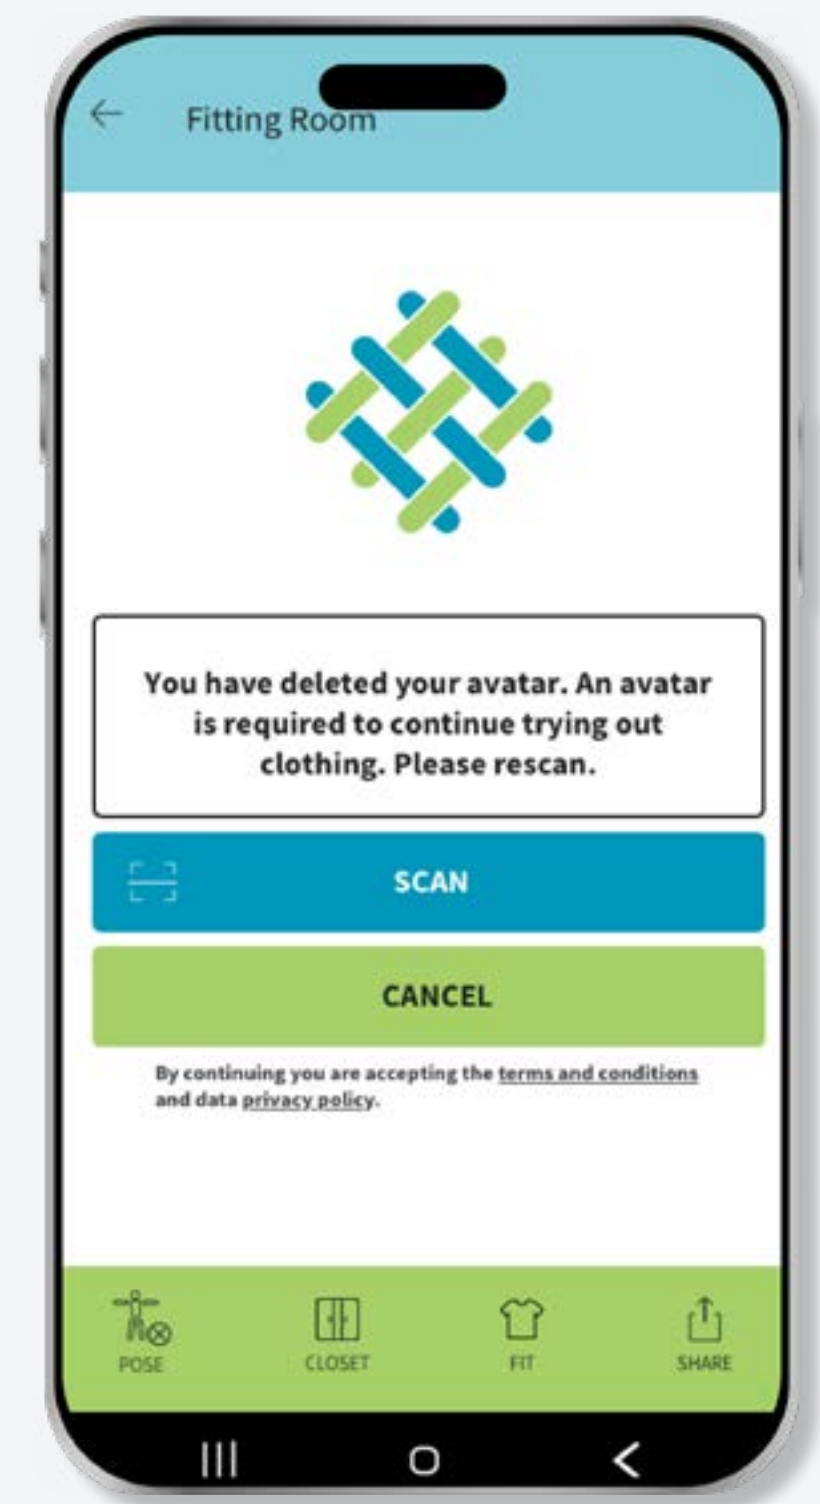 Fitting Room
You have deleted your avatar. An avatar
is required to continue trying out
clothing. Please rescan.
SCAN
CANCEL
By continuing you are accepting the terms and conditions
and data privacy policy.
POSE
CLOSET
FIT
SHARE